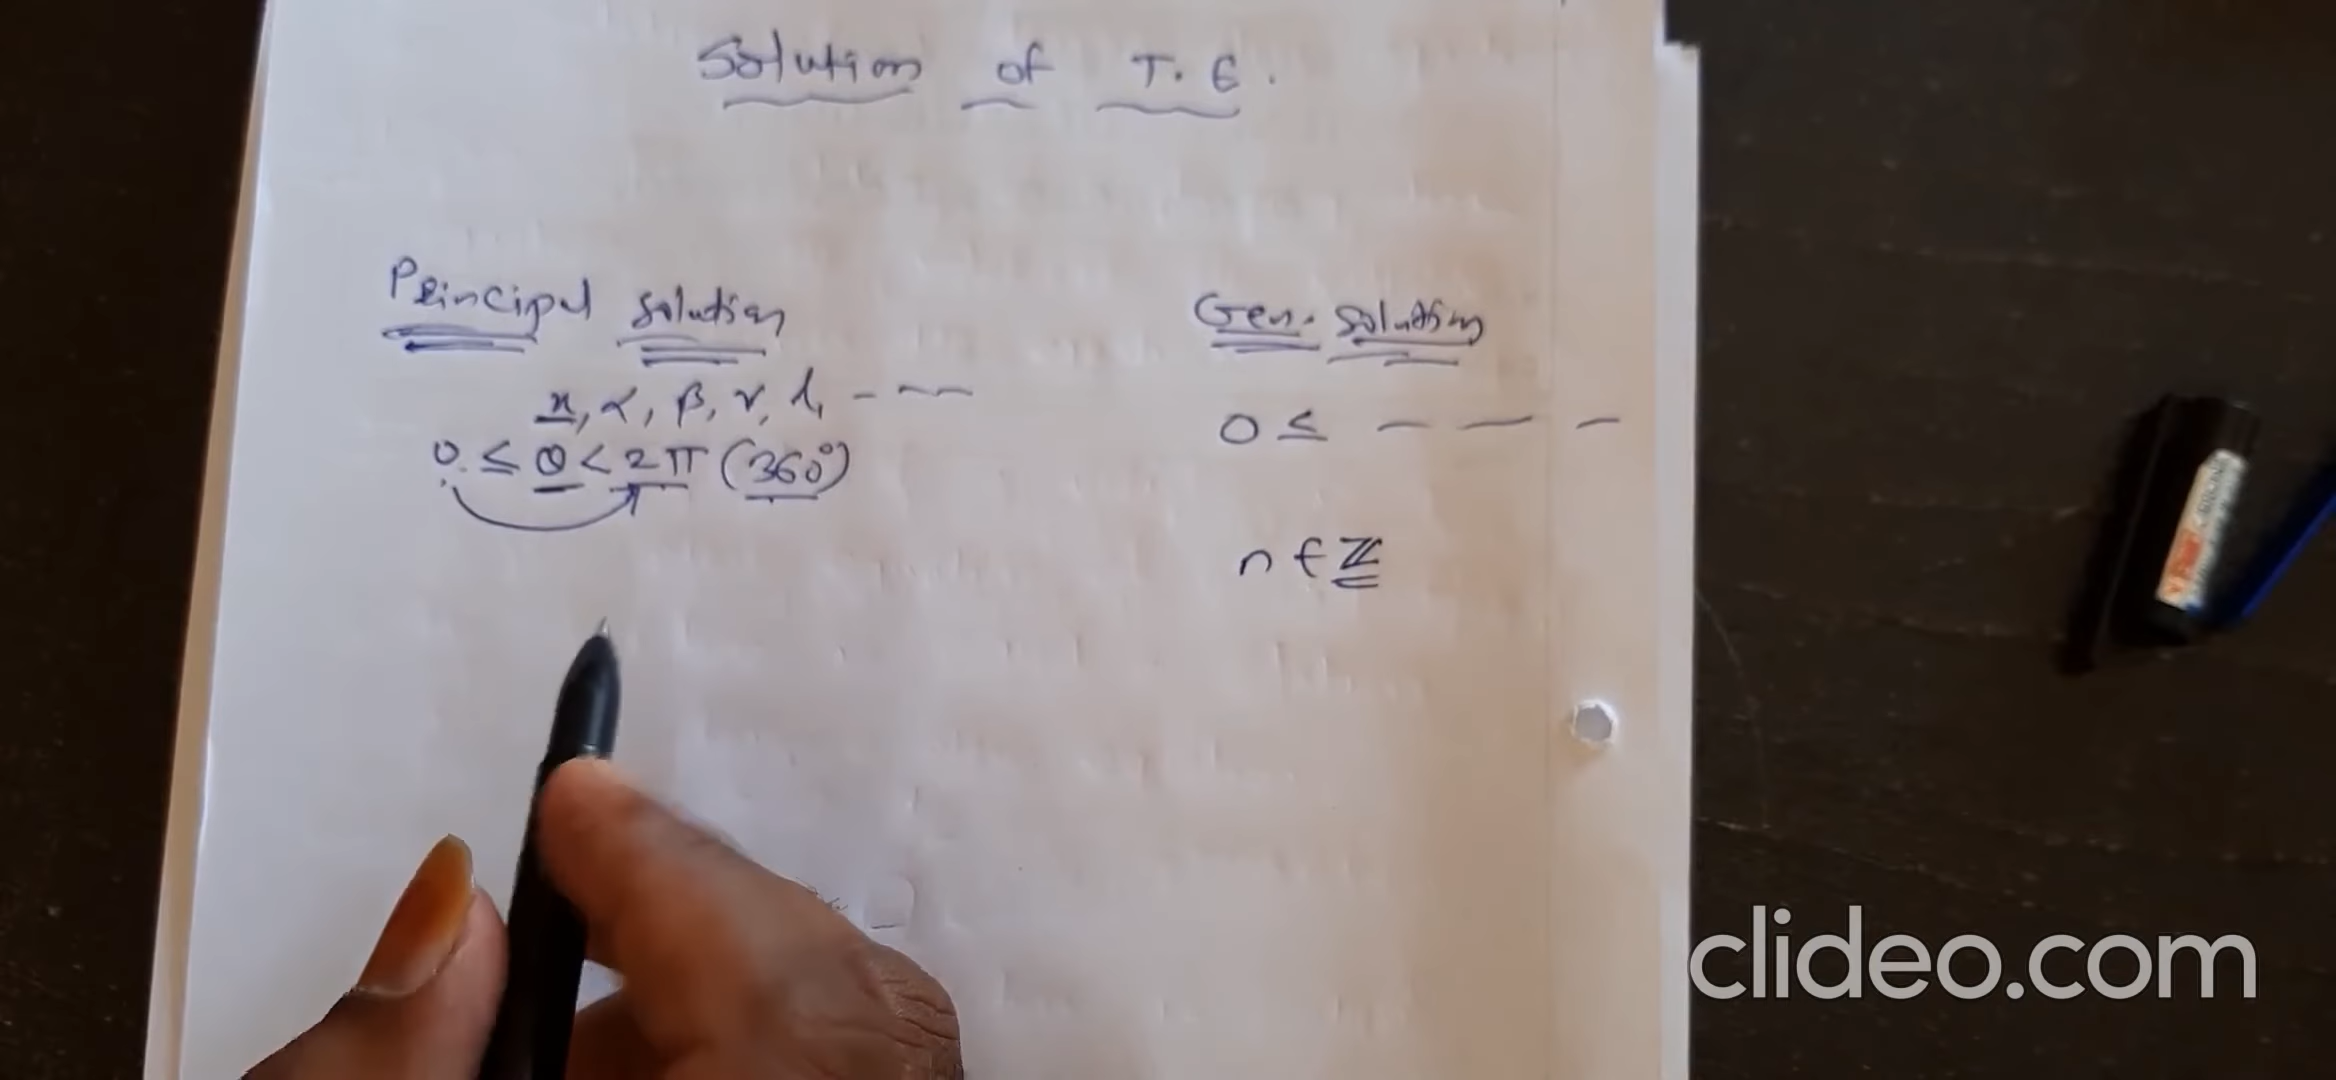 Solution of T.E.
Principal solution
x, α, β, γ, λ, - ---
0 ≤ θ < 2π (360°)
Gen. solution
0 ≤ — — —
n ∈ ℤ
clideo.com